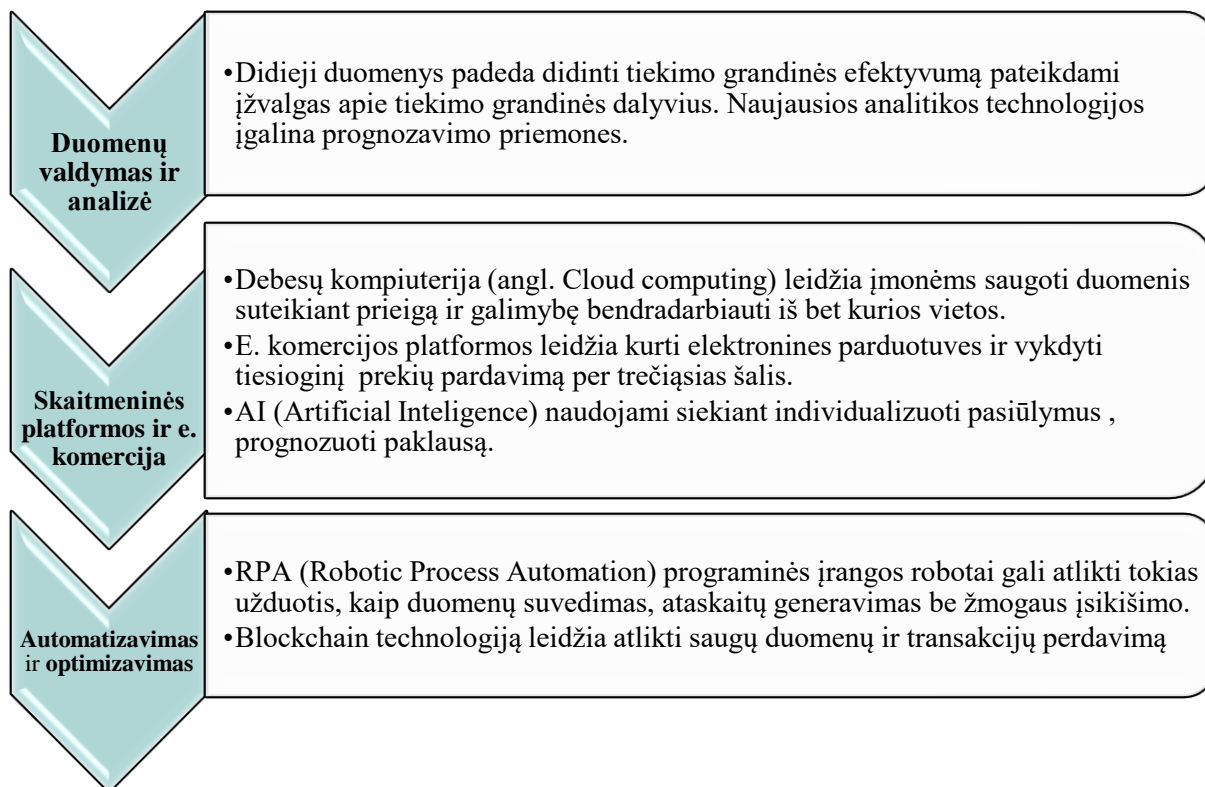 Duomenų
valdymas ir
analizė
•Didieji duomenys padeda didinti tiekimo grandinės efektyvumą pateikdami
įžvalgas apie tiekimo grandinės dalyvius. Naujausios analitikos technologijos
įgalina prognozavimo priemones.
Skaitmeninės
platformos ir e.
komercija
•Debesų kompiuterija (angl. Cloud computing) leidžia įmonėms saugoti duomenis
suteikiant prieigą ir galimybę bendradarbiauti iš bet kurios vietos.
•E. komercijos platformos leidžia kurti elektronines parduotuves ir vykdyti
tiesioginį  prekių pardavimą per trečiąsias šalis.
•AI (Artificial Inteligence) naudojami siekiant individualizuoti pasiūlymus ,
prognozuoti paklausą.
Automatizavimas
ir optimizavimas
•RPA (Robotic Process Automation) programinės įrangos robotai gali atlikti tokias
užduotis, kaip duomenų suvedimas, ataskaitų generavimas be žmogaus įsikišimo.
•Blockchain technologiją leidžia atlikti saugų duomenų ir transakcijų perdavimą